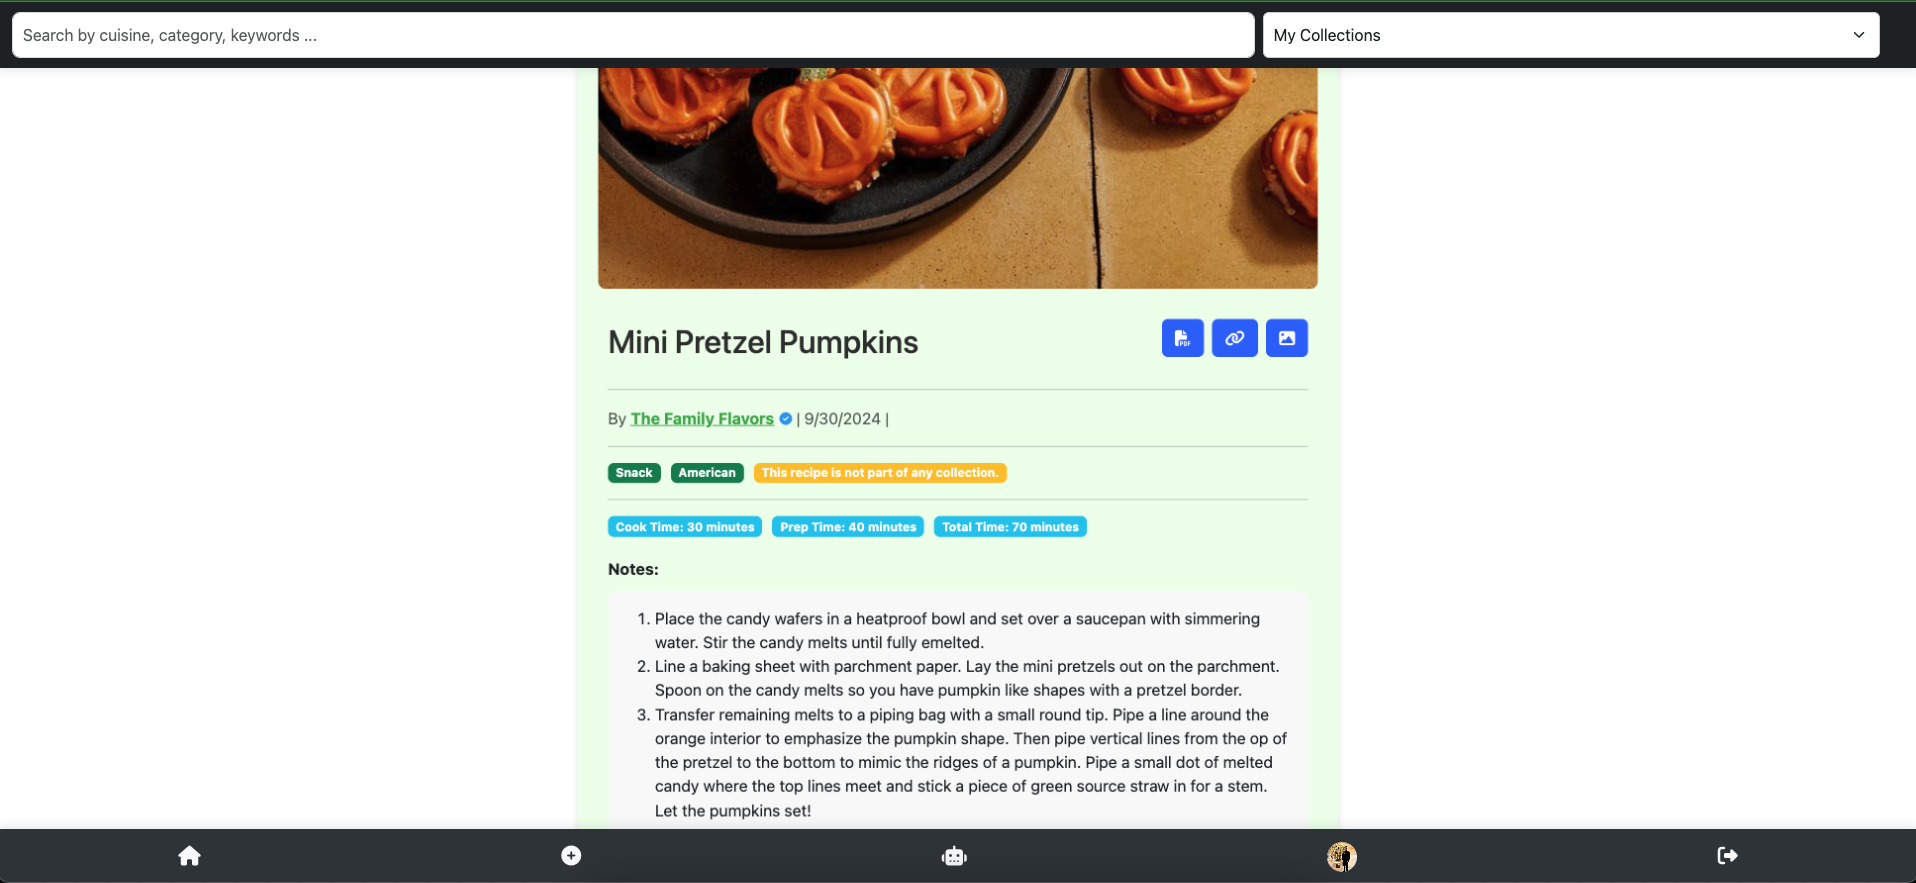 Search by cuisine, category, keywords ...
My Collections
Mini Pretzel Pumpkins
PDF
By The Family Flavors | 9/30/2024 |
Snack American This recipe is not part of any collection.
Cook Time: 30 minutes Prep Time: 40 minutes Total Time: 70 minutes
Notes:
1. Place the candy wafers in a heatproof bowl and set over a saucepan with simmering
water. Stir the candy melts until fully emelted.
2. Line a baking sheet with parchment paper. Lay the mini pretzels out on the parchment.
Spoon on the candy melts so you have pumpkin like shapes with a pretzel border.
3. Transfer remaining melts to a piping bag with a small round tip. Pipe a line around the
orange interior to emphasize the pumpkin shape. Then pipe vertical lines from the op of
the pretzel to the bottom to mimic the ridges of a pumpkin. Pipe a small dot of melted
candy where the top lines meet and stick a piece of green source straw in for a stem.
Let the pumpkins set!